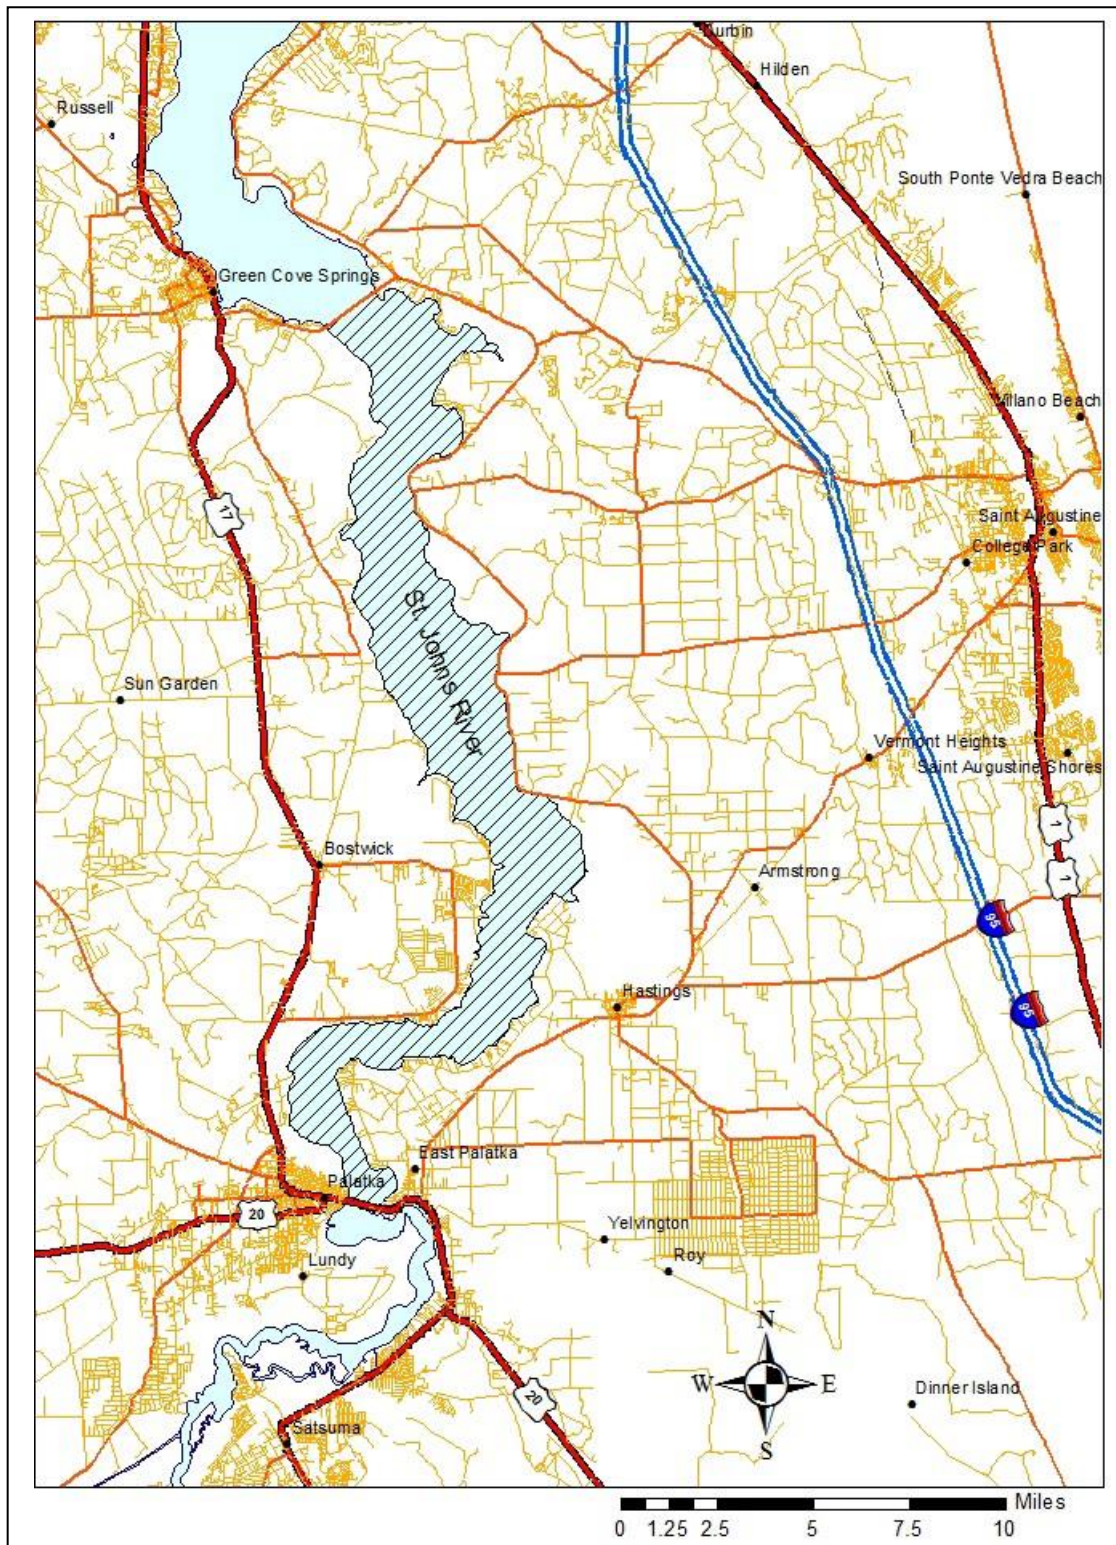 Durbin
Hilden
Russell
South Ponte Vedra Beach
Green Cove Springs
Villano Beach
17
Saint Augustine
College Park
St. Johns River
Sun Garden
Vermont Heights
Saint Augustine Shores
1
Bostwick
Armstrong
1
95
Hastings
95
East Palatka
Palatka
20
Yelvington
Roy
Lundy
N
W
E
S
Dinner Island
20
Satsuma
Miles
0 1.25 2.5 5 7.5 10